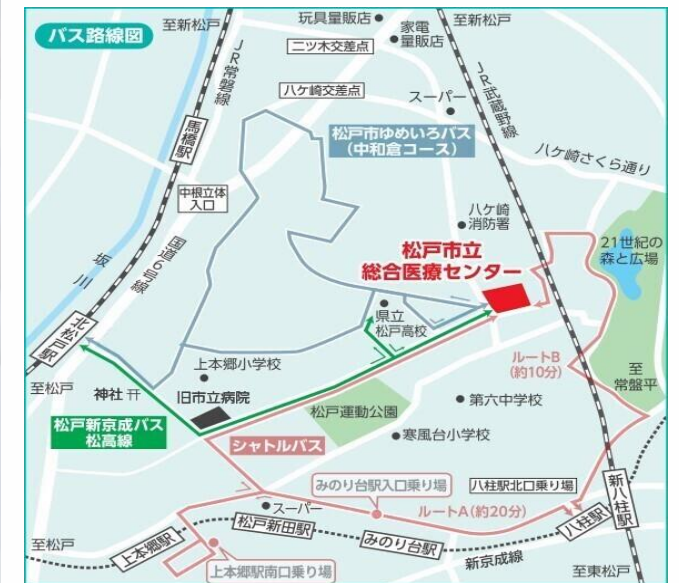 バス路線図
至新松戸
玩具量販店
家電
量販店
至新松戸
二ツ木交差点
八ケ崎交差点
JR常磐線
JR武蔵野線
スーパー
馬橋駅
松戸市ゆめいろバス
（中和倉コース）
八ケ崎さくら通り
中根立体
入口
八ケ崎
消防署
国道6号線
坂川
松戸市立
総合医療センター
21世紀の
森と広場
県立
松戸高校
北松戸駅
ルートB
（約10分）
上本郷小学校
至松戸
神社
旧市立病院
至
常盤平
松戸運動公園
第六中学校
松戸新京成バス
松高線
シャトルバス
寒風台小学校
みのり台駅入口乗り場
八柱駅北口乗り場
新八柱駅
スーパー
ルートA（約20分）
松戸新田駅
八柱駅
至松戸
上本郷駅
みのり台駅
新京成線
上本郷駅南口乗り場
至東松戸